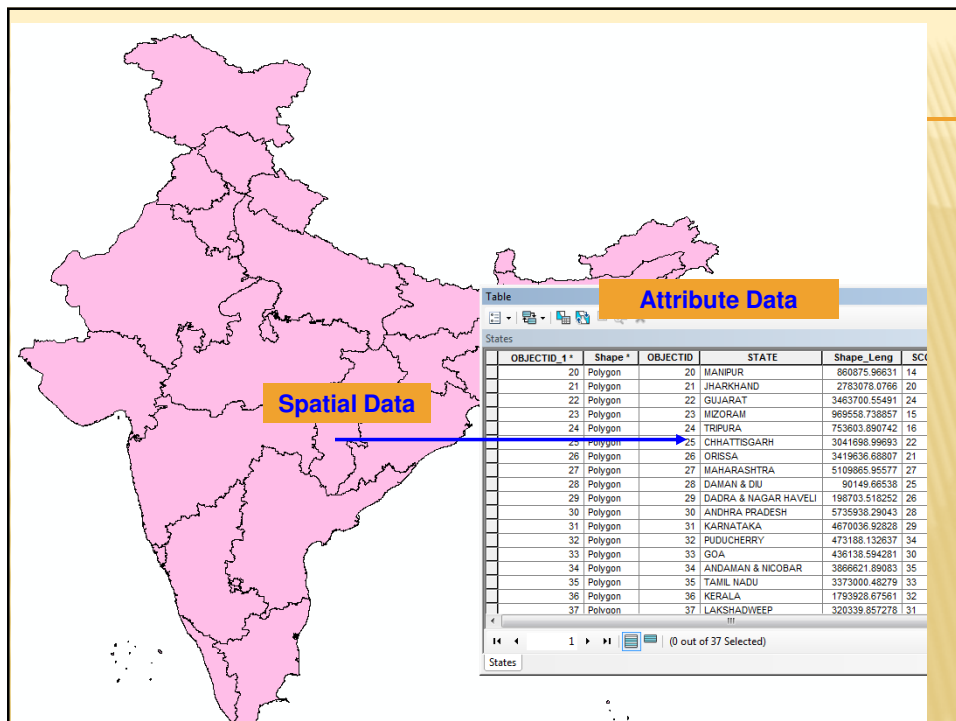 Table
Attribute Data
States
OBJECTID_1 * Shape * OBJECTID STATE Shape_Leng
20 Polygon 20 MANIPUR 860875.96631 14
21 Polygon 21 JHARKHAND 2783078.0766 20
22 Polygon 22 GUJARAT 3463700.55491 24
23 Polygon 23 MIZORAM 969558.738857 15
24 Polygon 24 TRIPURA 753603.890742 16
25 Polygon 25 CHHATTISGARH 3041698.99693 22
26 Polygon 26 ORISSA 3419636.68807 21
27 Polygon 27 MAHARASHTRA 5109865.95577 27
28 Polygon 28 DAMAN & DIU 90149.66538 25
29 Polygon 29 DADRA & NAGAR HAVELI 198703.518252 26
30 Polygon 30 ANDHRA PRADESH 5735938.29043 28
31 Polygon 31 KARNATAKA 4670036.92828 29
32 Polygon 32 PUDUCHERRY 473188.132637 34
33 Polygon 33 GOA 436138.594281 30
34 Polygon 34 ANDAMAN & NICOBAR 3866621.89083 35
35 Polygon 35 TAMIL NADU 3373000.48279 33
36 Polygon 36 KERALA 1793928.67561 32
37 Polygon 37 LAKSHADWEEP 320339.857278 31
Spatial Data
1 (0 out of 37 Selected)
States